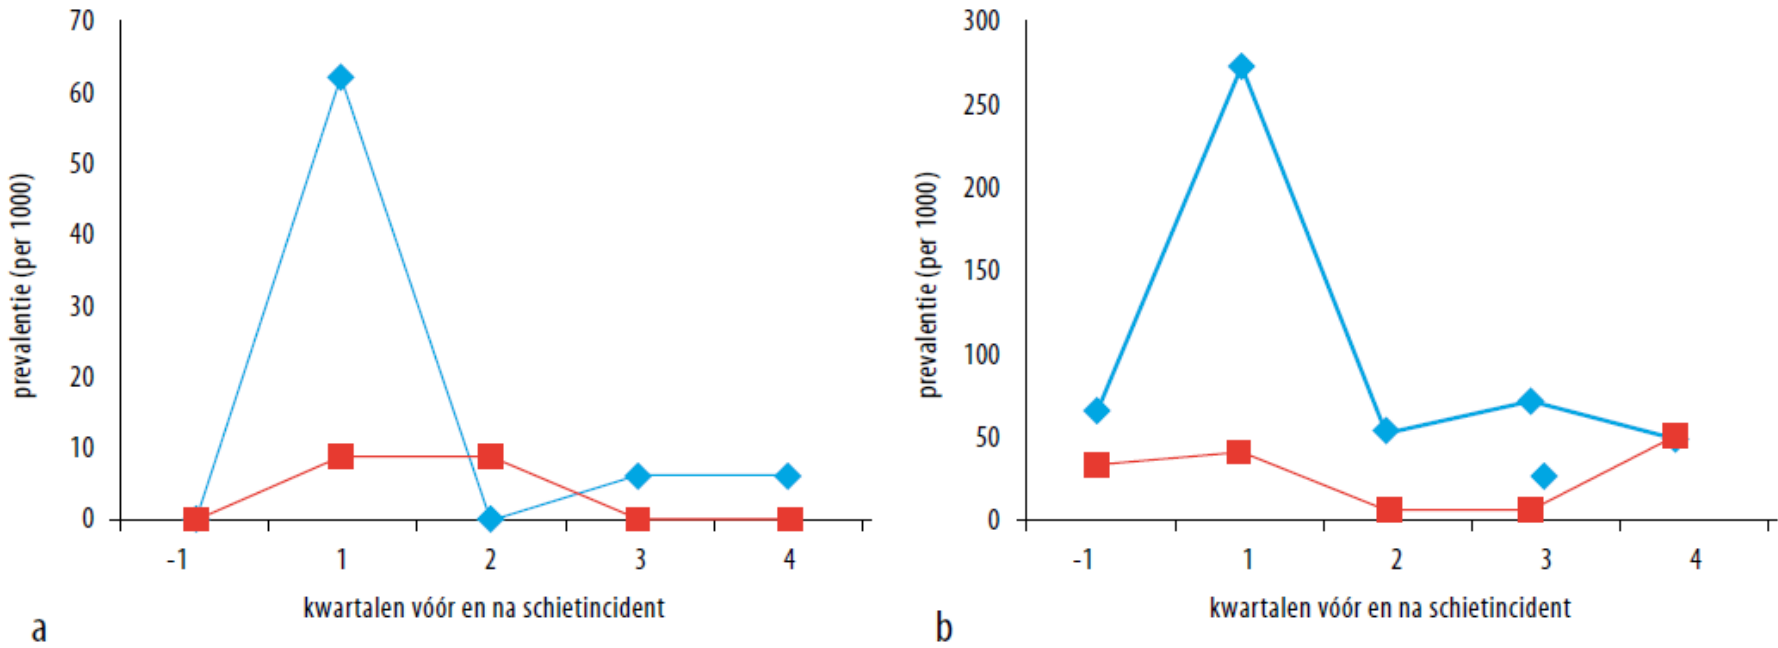 70
60
50
40
30
20
10
0
prevalentie (per 1000)
-1 1 2 3 4
kwartalen vóór en na schietincident
a
300
250
200
150
100
50
0
prevalentie (per 1000)
-1 1 2 3 4
kwartalen vóór en na schietincident
b